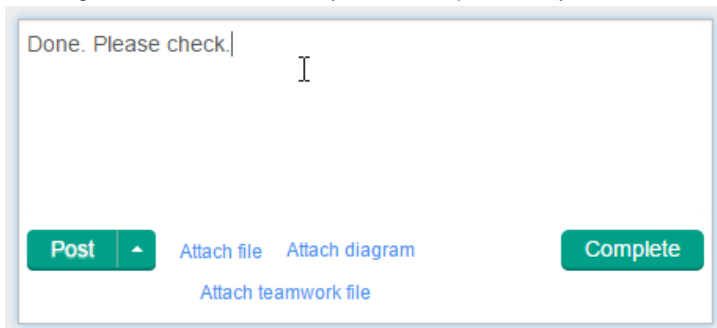 Done. Please check.
Post Attach file Attach diagram Complete
Attach teamwork file